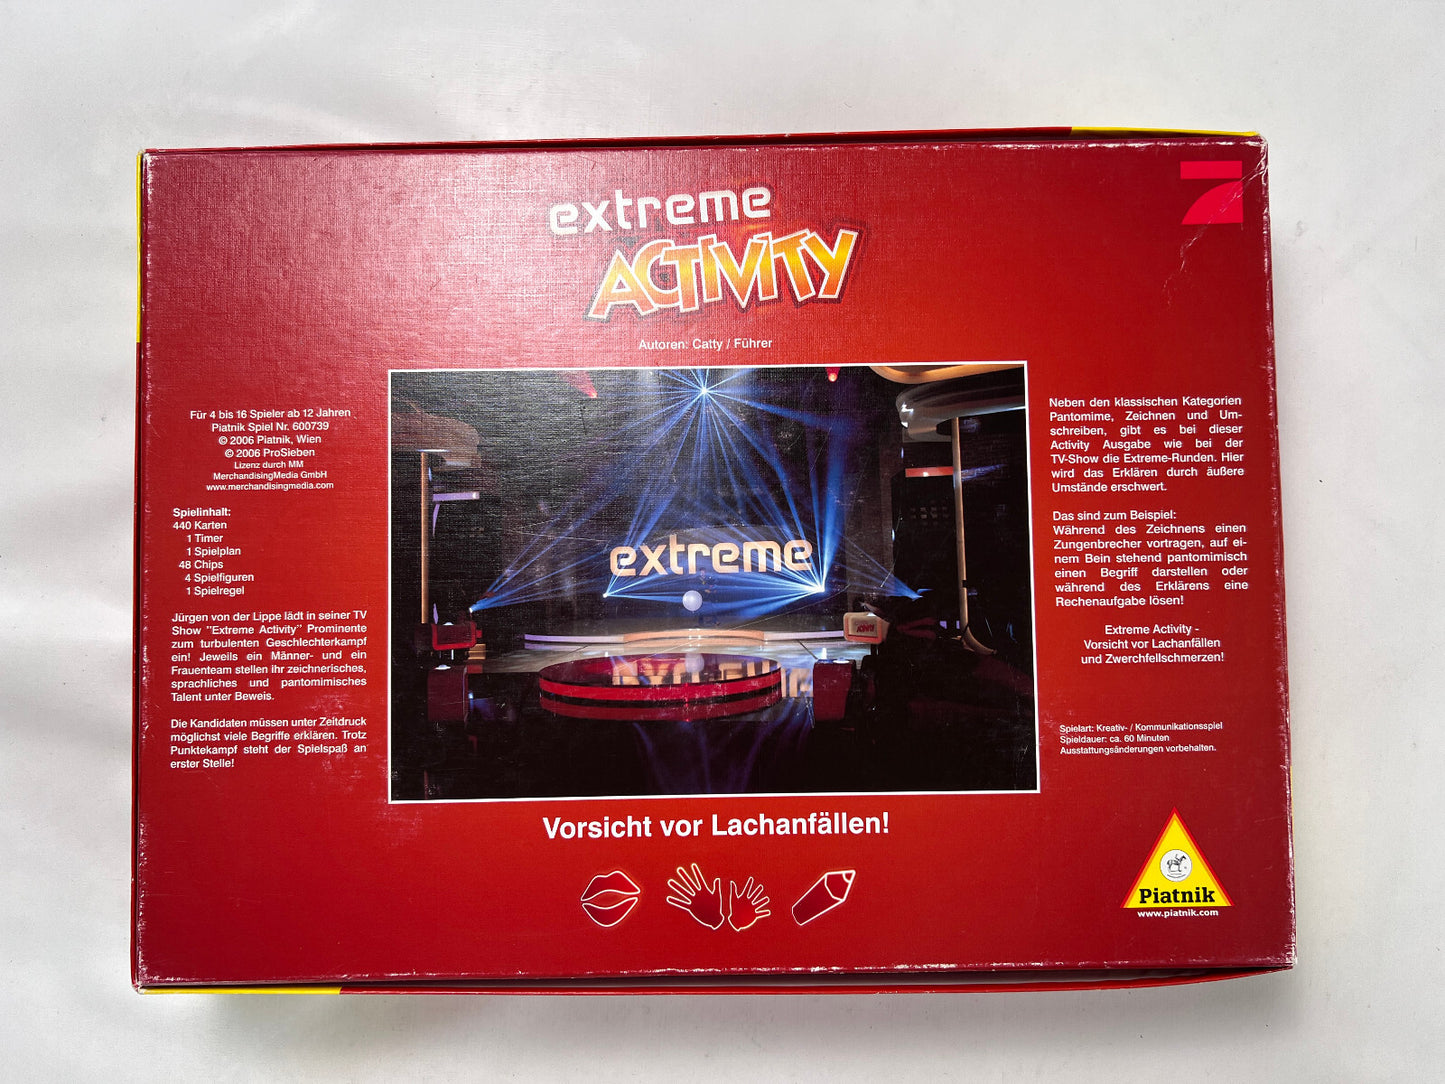 extreme
ACTIVITY
Autoren: Catty / Führer
7
Für 4 bis 16 Spieler ab 12 Jahren
Piatnik Spiel Nr. 600739
© 2006 Piatnik, Wien
© 2006 ProSieben
Lizenz durch MM
MerchandisingMedia GmbH
www.merchandisingmedia.com
Spielinhalt:
440 Karten
1 Timer
1 Spielplan
48 Chips
4 Spielfiguren
1 Spielregel
Jürgen von der Lippe lädt in seiner TV
Show "Extreme Activity" Prominente
zum turbulenten Geschlechterkampf
ein! Jeweils ein Männer- und ein
Frauenteam stellen ihr zeichnerisches,
sprachliches und pantomimisches
Talent unter Beweis.
Die Kandidaten müssen unter Zeitdruck
möglichst viele Begriffe erklären. Trotz
Punktekampf steht der Spielspaß an
erster Stelle!
extreme
Neben den klassischen Kategorien
Pantomime, Zeichnen und Um-
schreiben, gibt es bei dieser
Activity Ausgabe wie bei der
TV-Show die Extreme-Runden. Hier
wird das Erklären durch äußere
Umstände erschwert.
Das sind zum Beispiel:
Während des Zeichnens einen
Zungenbrecher vortragen, auf ei-
nem Bein stehend pantomimisch
einen Begriff darstellen oder
während des Erklärens eine
Rechenaufgabe lösen!
Extreme Activity -
Vorsicht vor Lachanfällen
und Zwerchfellschmerzen!
Spielart: Kreativ- / Kommunikationsspiel
Spieldauer: ca. 60 Minuten
Ausstattungsänderungen vorbehalten.
Vorsicht vor Lachanfällen!
Piatnik
www.piatnik.com